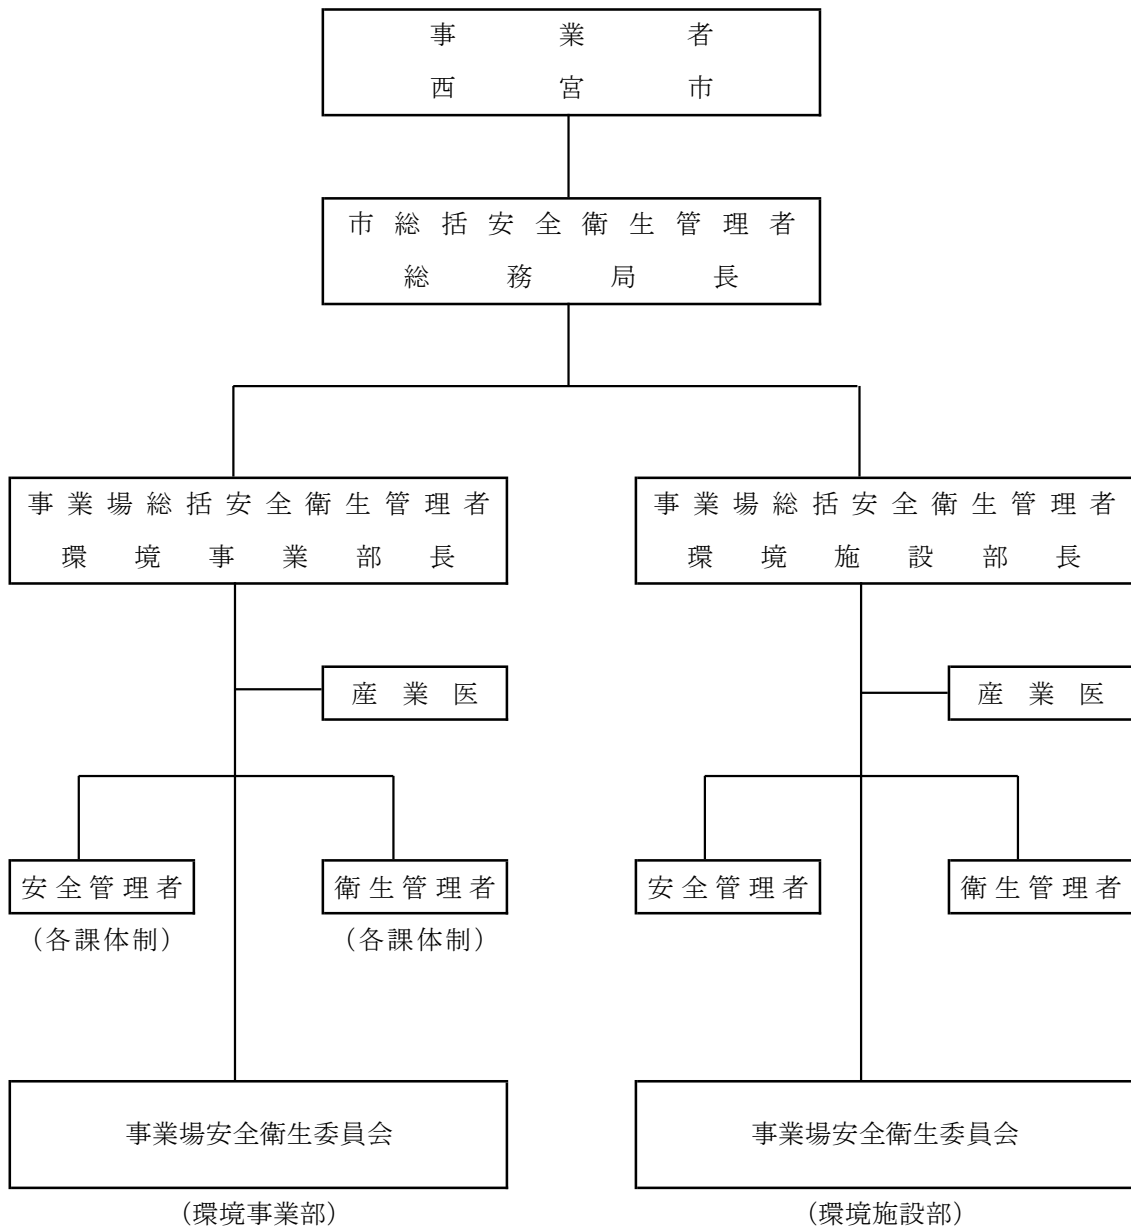 事業者
西宮市
市総括安全衛生管理者
総務局長
事業場総括安全衛生管理者
環境事業部長
事業場総括安全衛生管理者
環境施設部長
産業医
産業医
安全管理者
衛生管理者
安全管理者
衛生管理者
(各課体制)
(各課体制)
事業場安全衛生委員会
事業場安全衛生委員会
(環境事業部)
(環境施設部)